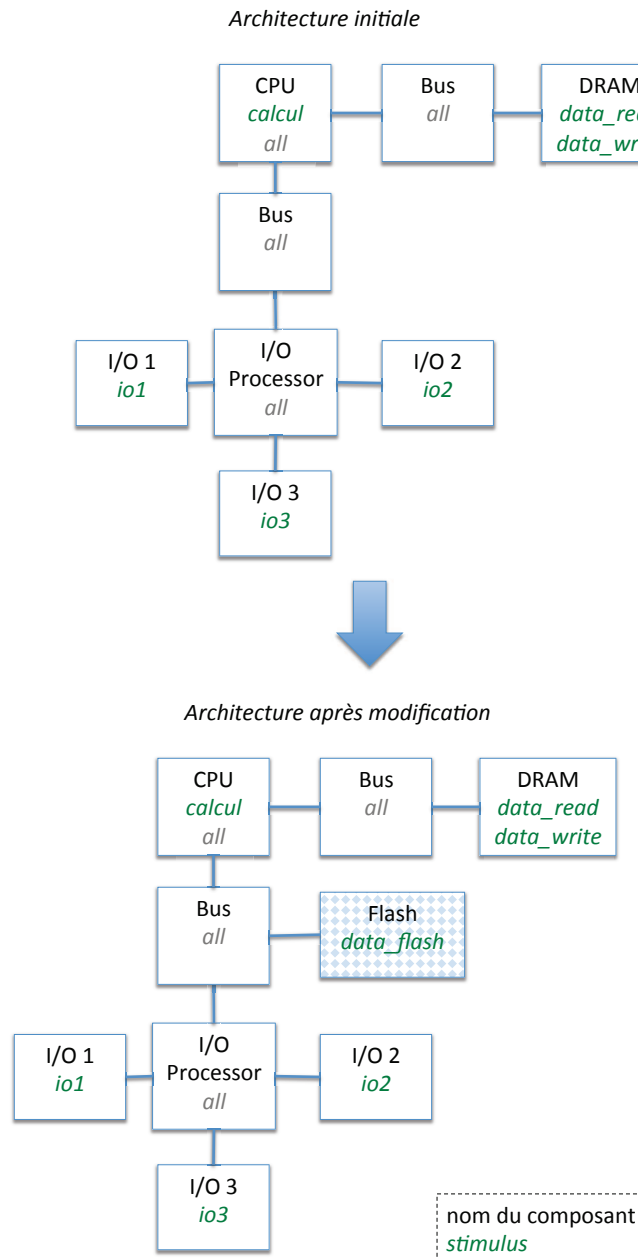 Architecture initiale
CPU
calcul
all
Bus
all
DRAM
Bus
all
I/O 1
io1
I/O
Processor
all
I/O 2
io2
I/O 3
io3
Architecture après modification
CPU
calcul
all
Bus
all
DRAM
data_read
data_write
Bus
all
Flash
data_flash
I/O 1
io1
I/O
Processor
all
I/O 2
io2
I/O 3
io3
nom du composant
stimulus